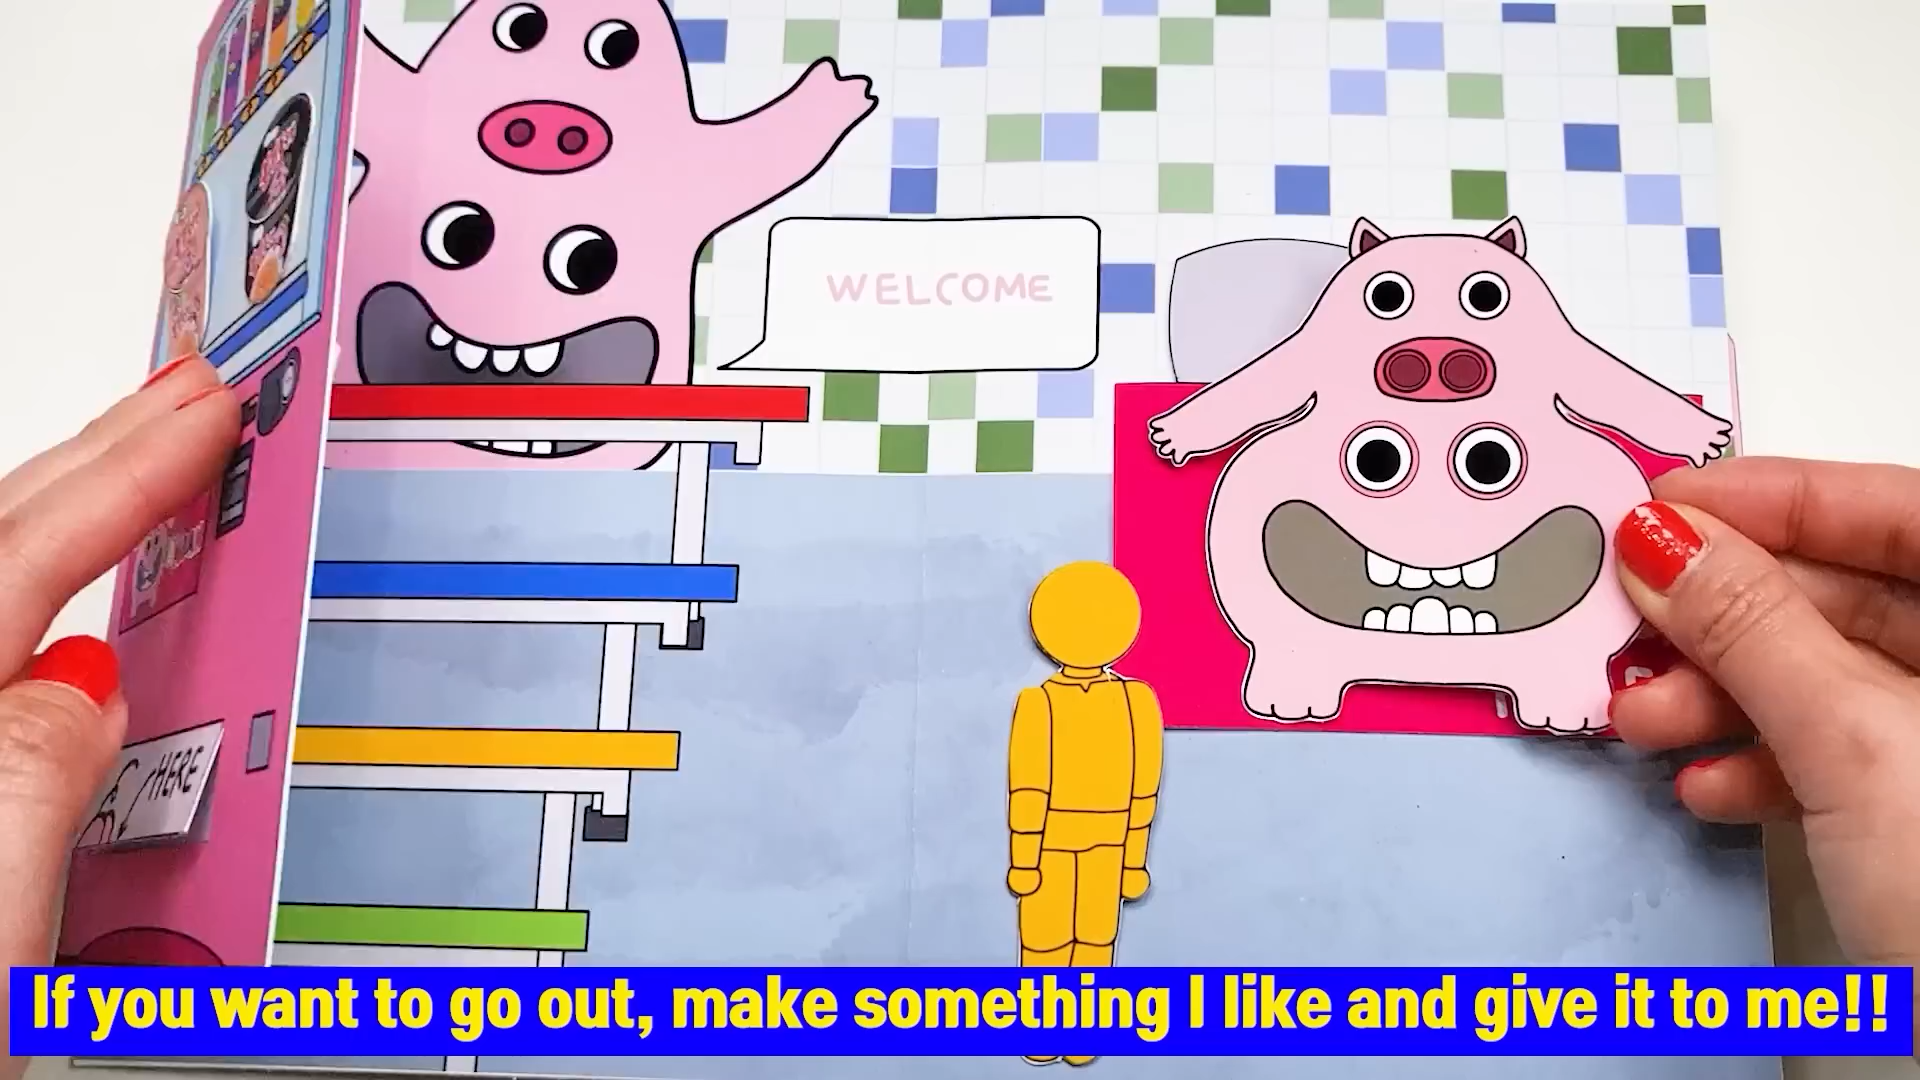 WELCOME
HERE
If you want to go out, make something I like and give it to me!!